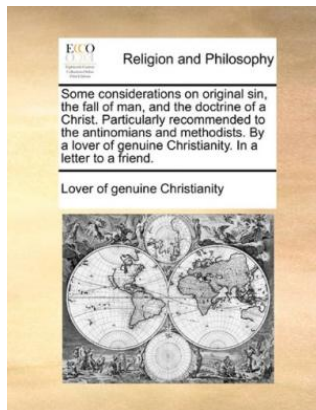 ECCO
Religion and Philosophy
Some considerations on original sin,
the fall of man, and the doctrine of a
Christ. Particularly recommended to
the antinomians and methodists. By
a lover of genuine Christianity. In a
letter to a friend.
Lover of genuine Christianity